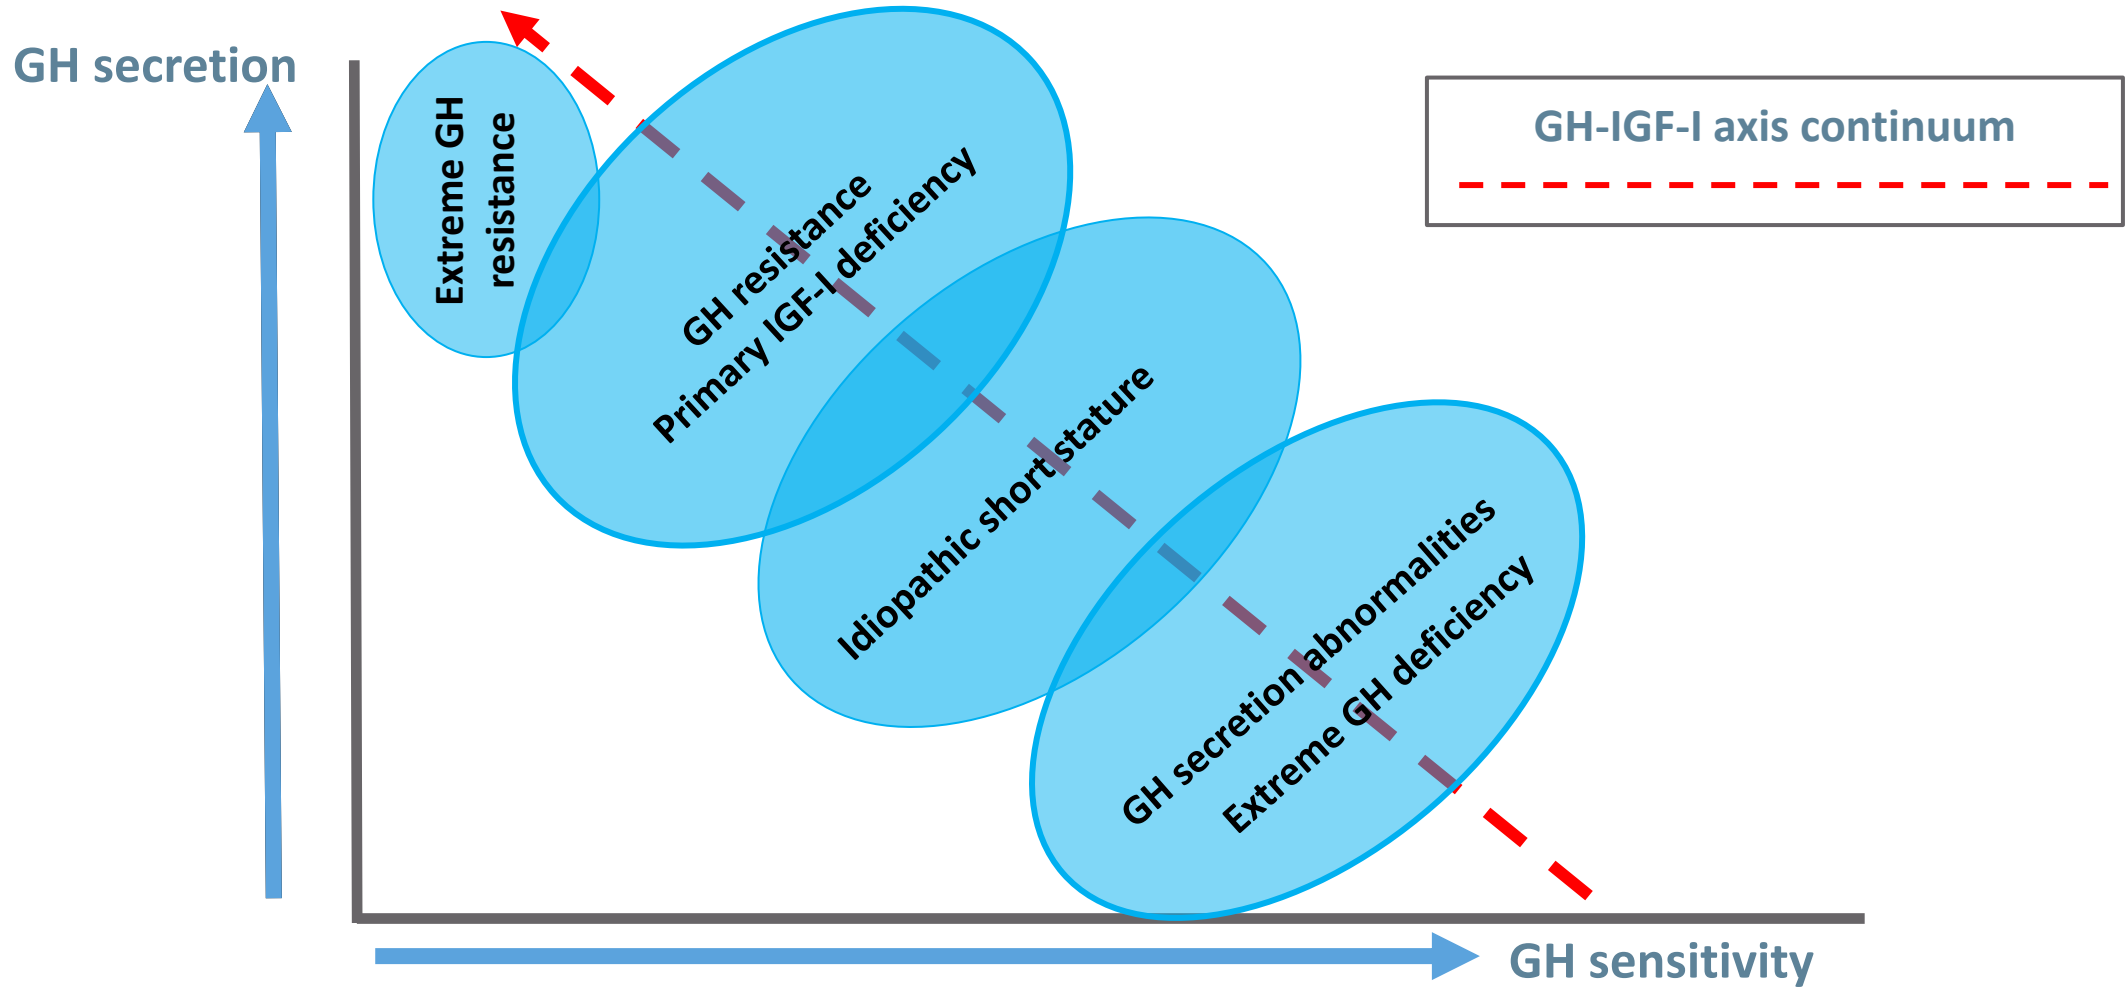 GH secretion
Extreme GH
resistance
GH resistance
Primary IGF-I deficiency
Idiopathic short stature
GH secretion abnormalities
Extreme GH deficiency
GH-IGF-I axis continuum
GH sensitivity